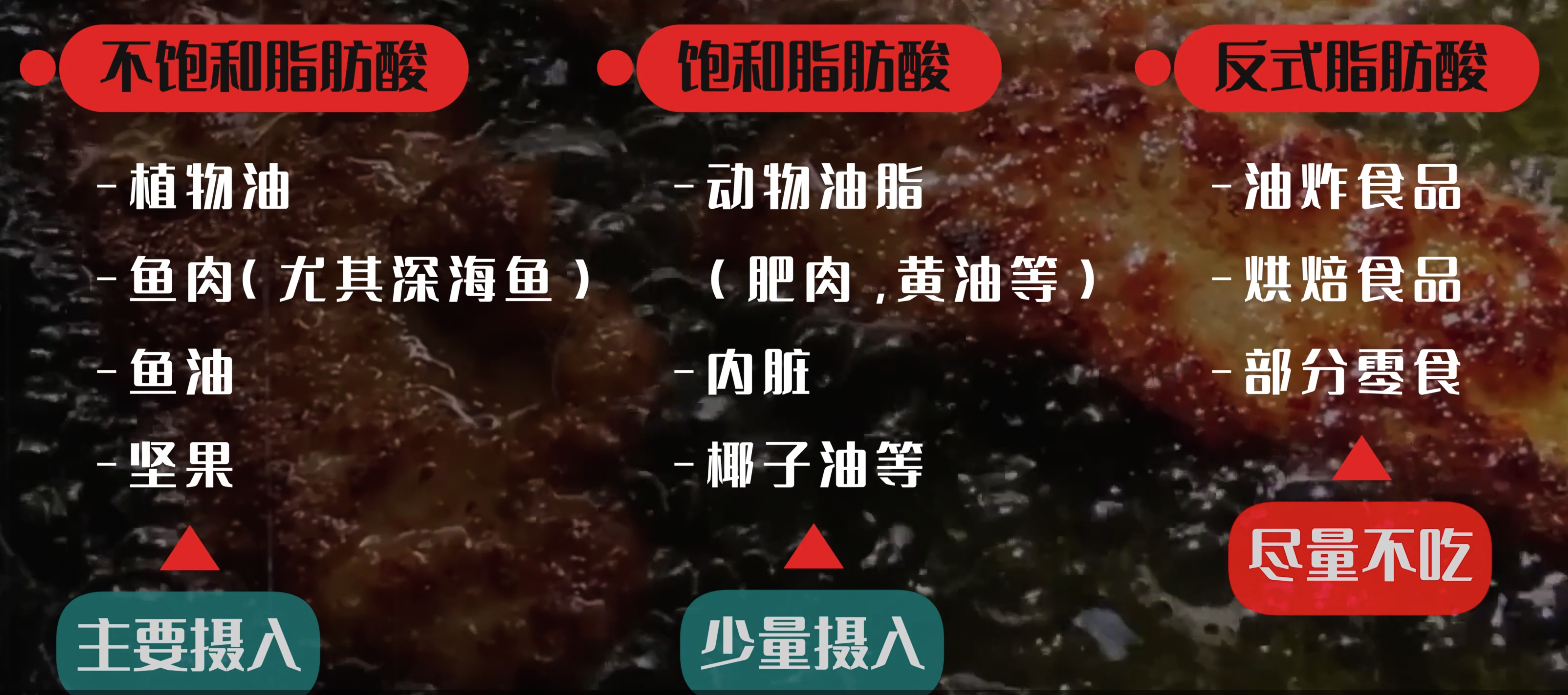 不饱和脂肪酸
-植物油
-鱼肉(尤其深海鱼)
-鱼油
-坚果
主要摄入
饱和脂肪酸
-动物油脂
(肥肉,黄油等)
-内脏
-椰子油等
少量摄入
反式脂肪酸
-油炸食品
-烘焙食品
-部分零食
尽量不吃